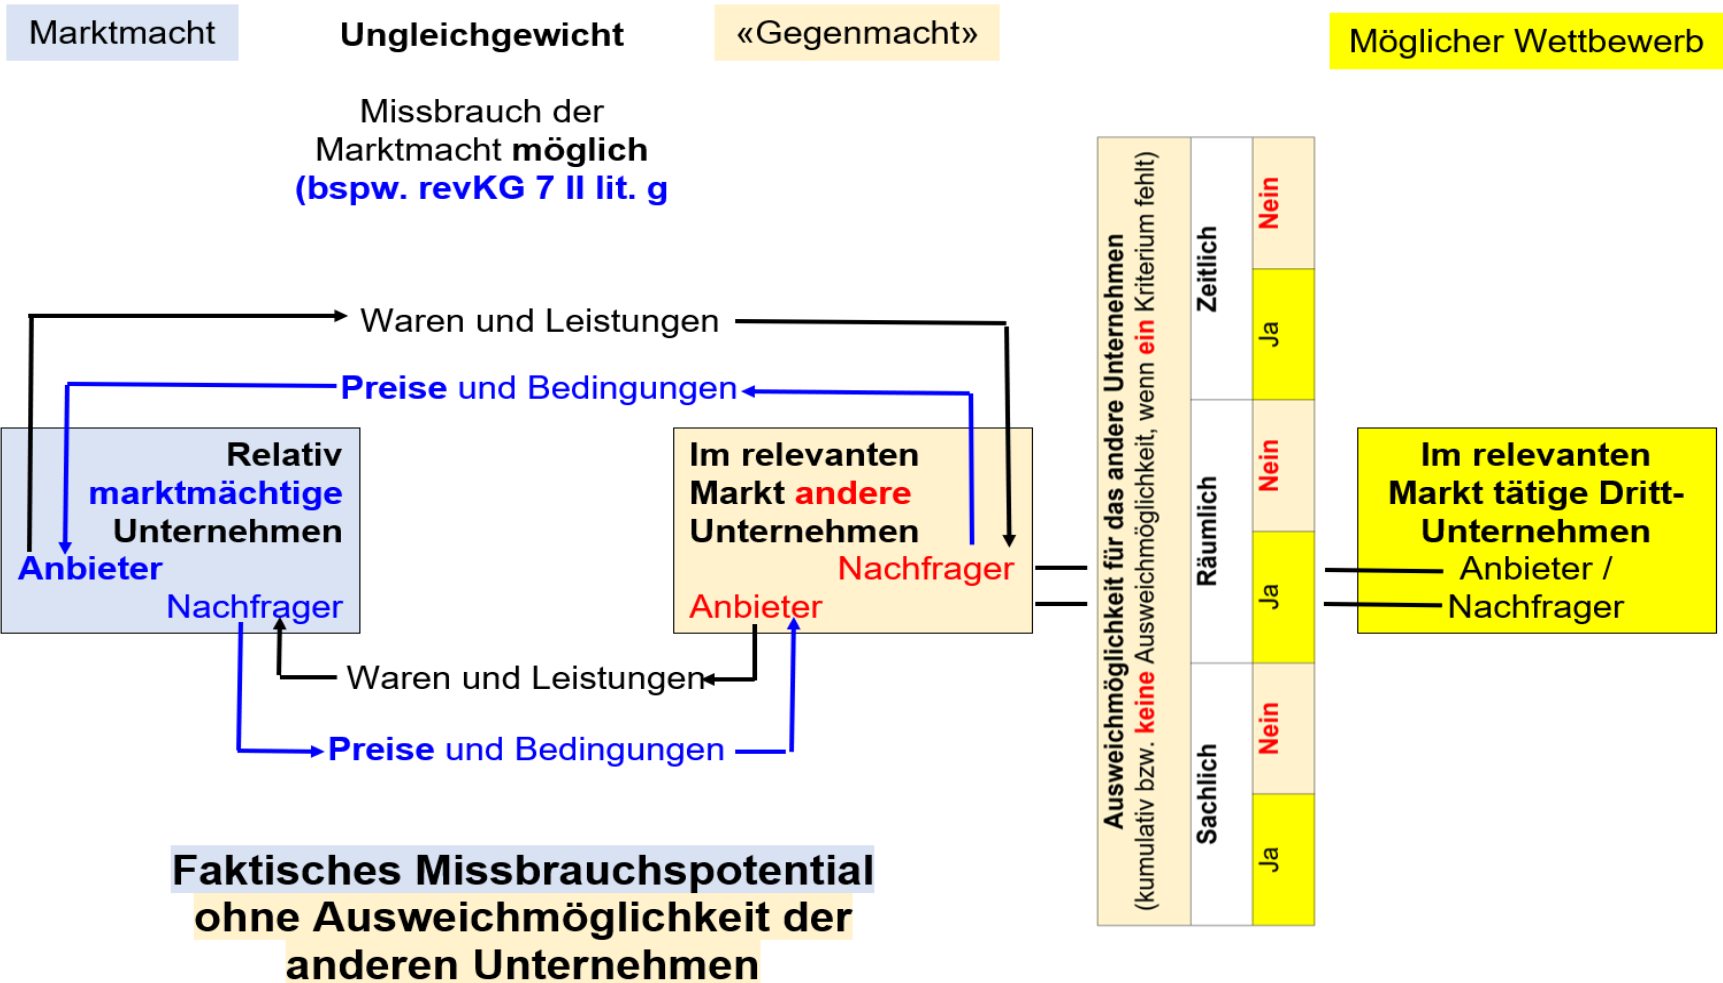 Marktmacht
Ungleichgewicht
«Gegenmacht»
Möglicher Wettbewerb
Missbrauch der
Marktmacht möglich
(bspw. revKG 7 II lit. g
Waren und Leistungen
Preise und Bedingungen
Relativ
marktmächtige
Unternehmen
Anbieter
Nachfrager
Im relevanten
Markt andere
Unternehmen
Nachfrager
Anbieter
Waren und Leistungen
Preise und Bedingungen
Ausweichmöglichkeit für das andere Unternehmen
(kumulativ bzw. keine Ausweichmöglichkeit, wenn ein Kriterium fehlt)
Zeitlich
Nein
Ja
Räumlich
Nein
Ja
Sachlich
Nein
Ja
Im relevanten
Markt tätige Dritt-
Unternehmen
Anbieter /
Nachfrager
Faktisches Missbrauchspotential
ohne Ausweichmöglichkeit der
anderen Unternehmen